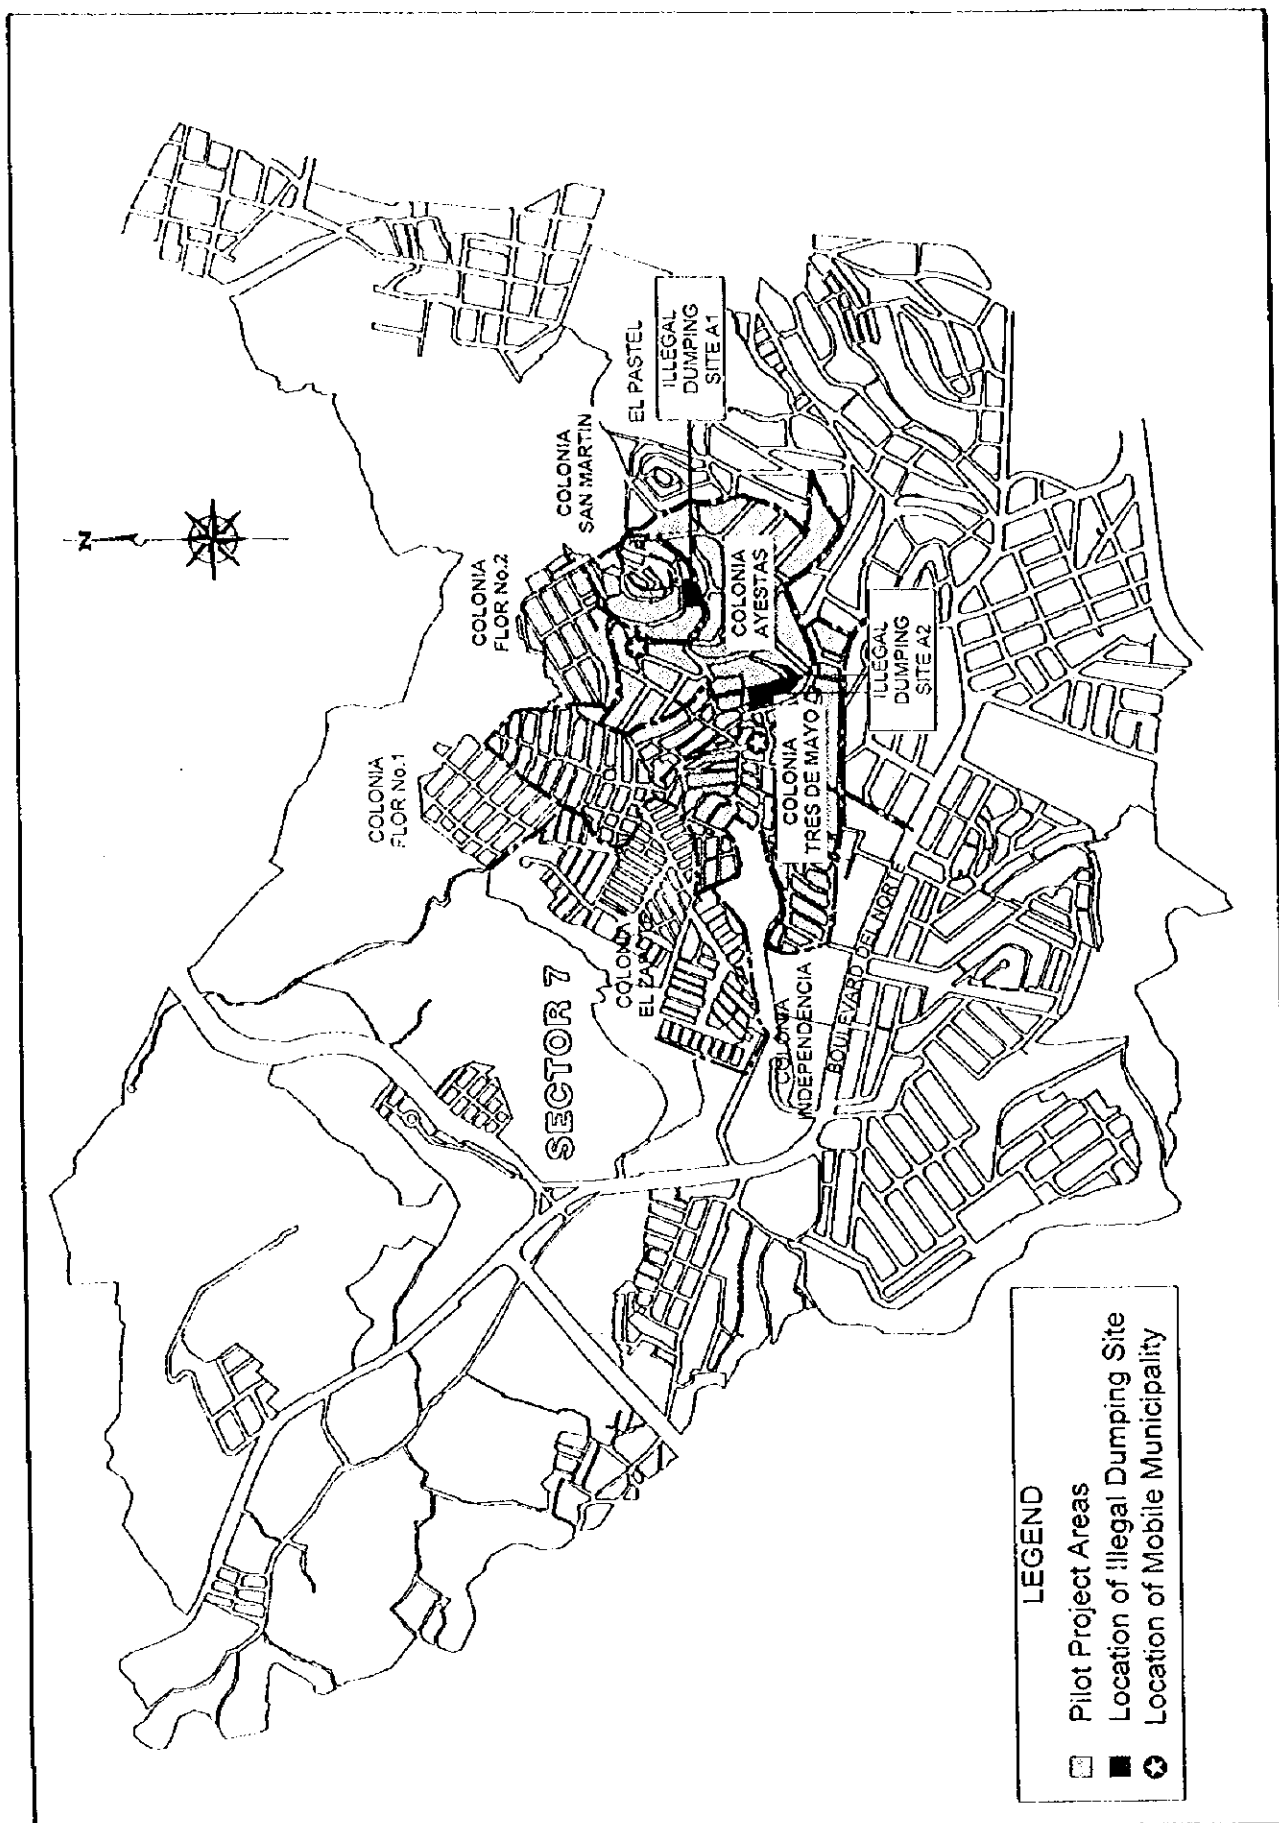 N
COLONIA
FLOR No.1
COLONIA
FLOR No.2
COLONIA
SAN MARTIN
EL PASTEL
ILLEGAL
DUMPING
SITE A1
SECTOR 7
COLONIA
COLONIA
AYESTAS
COLONIA
TRES DE MAYO
ILLEGAL
DUMPING
SITE A2
COLONIA
INDEPENDENCIA
BOULEVARD DEL NORTE
LEGEND
Pilot Project Areas
Location of Illegal Dumping Site
Location of Mobile Municipality